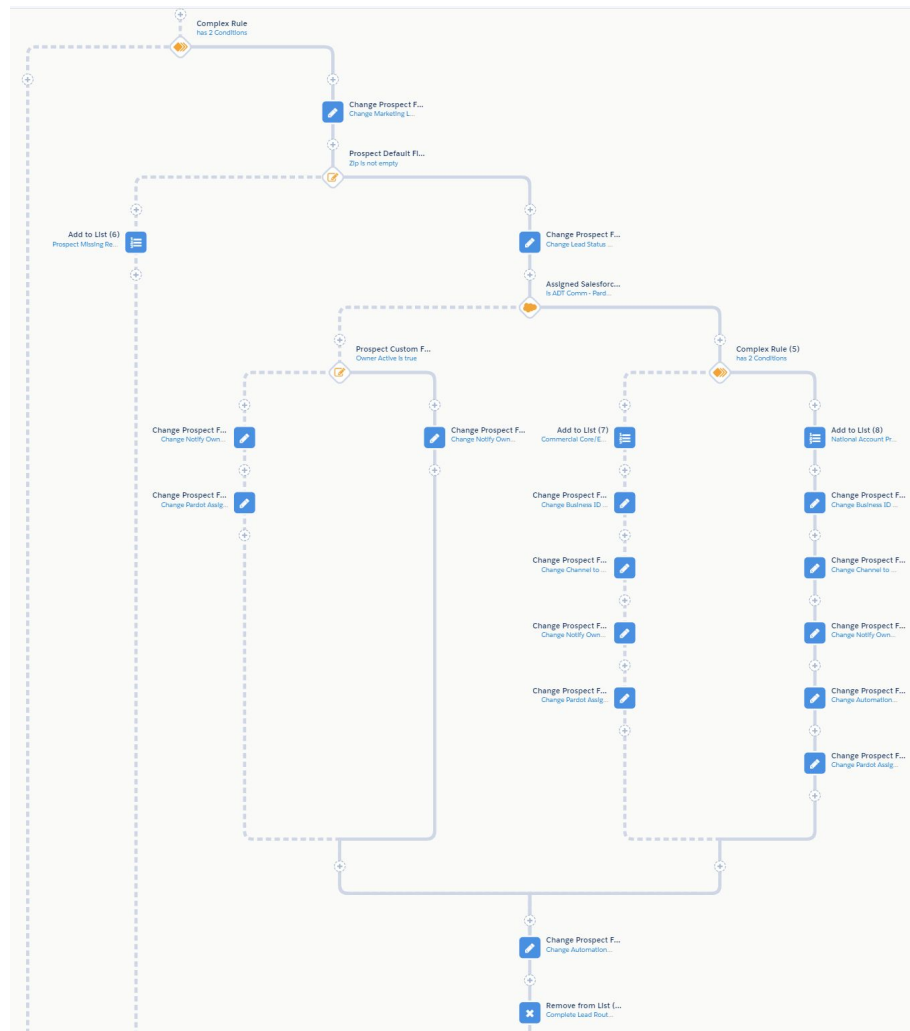 Complex Rule
has 2 Conditions
Change Prospect F...
Change Marketing L...
Prospect Default Fi...
Zip is not empty
Add to List (6)
Prospect Missing Re...
Change Prospect F...
Change Lead Status ...
Assigned Salesforc...
Is ADT Comm - Pard...
Prospect Custom F...
Owner Active is true
Complex Rule (5)
has 2 Conditions
Change Prospect F...
Change Notify Own...
Change Prospect F...
Change Notify Own...
Add to List (7)
Commercial Core/E...
Add to List (8)
National Account Pr...
Change Prospect F...
Change Pardot Assig...
Change Prospect F...
Change Business ID ...
Change Prospect F...
Change Business ID ...
Change Prospect F...
Change Channel to ...
Change Prospect F...
Change Channel to ...
Change Prospect F...
Change Notify Own...
Change Prospect F...
Change Notify Own...
Change Prospect F...
Change Pardot Assig...
Change Prospect F...
Change Automation...
Change Prospect F...
Change Pardot Assig...
Change Prospect F...
Change Automation...
Remove from List (...
Complete Lead Rout...